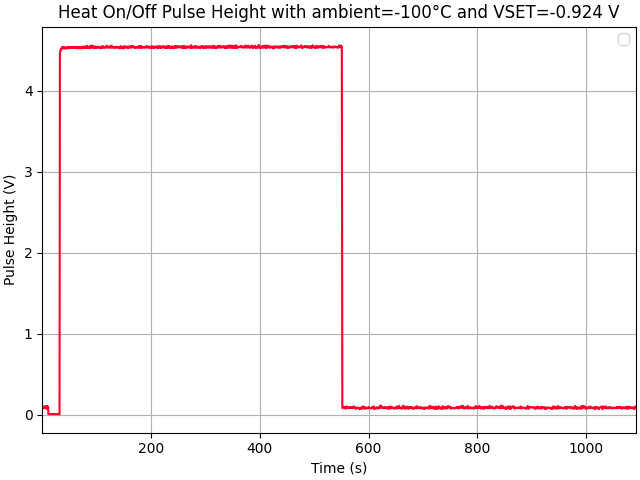 Heat On/Off Pulse Height with ambient=-100°C and VSET=-0.924 V
Pulse Height (V)
4
3
2
1
0
200 400 600 800 1000
Time (s)